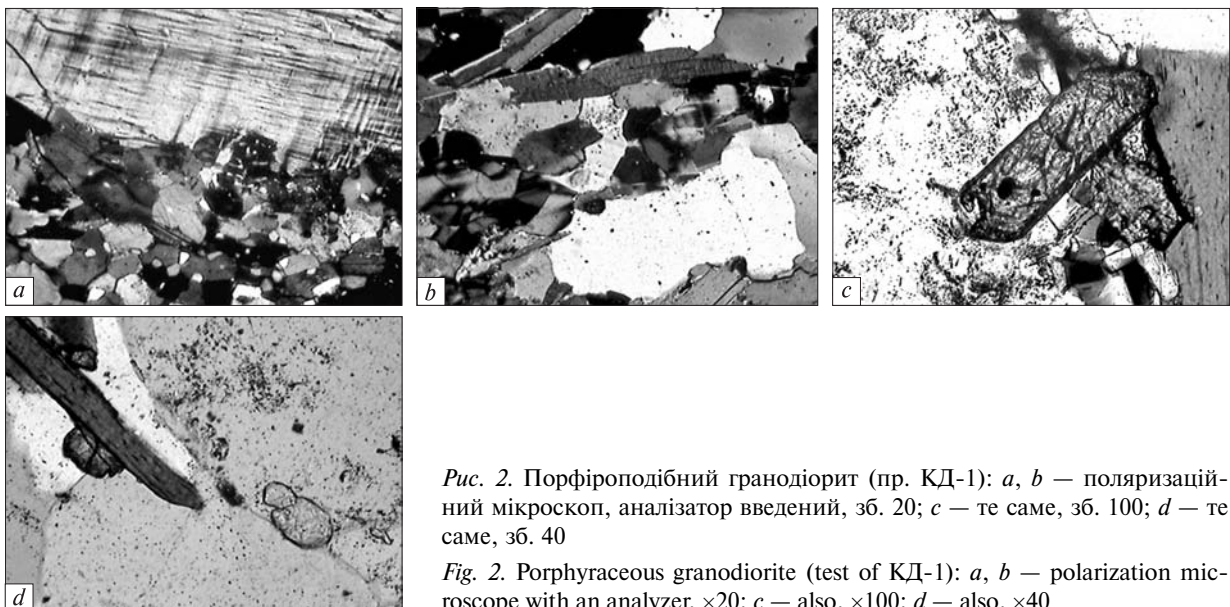 a
b
c
d
Рис. 2. Порфіроподібний гранодіорит (пр. КД-1): a, b — поляризацій-
ний мікроскоп, аналізатор введений, зб. 20; c — те саме, зб. 100; d — те
саме, зб. 40
Fig. 2. Porphyraceous granodiorite (test of КД-1): a, b — polarization mic-
roscope with an analyzer, ×20; c — also, ×100; d — also, ×40